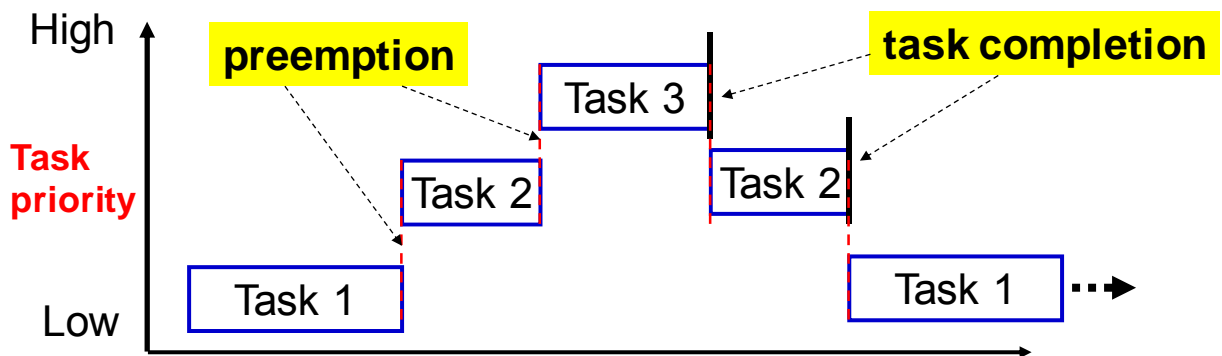 High
preemption
task completion
Task 3
Task
priority
Task 2
Task 2
Task 1
Task 1
Low